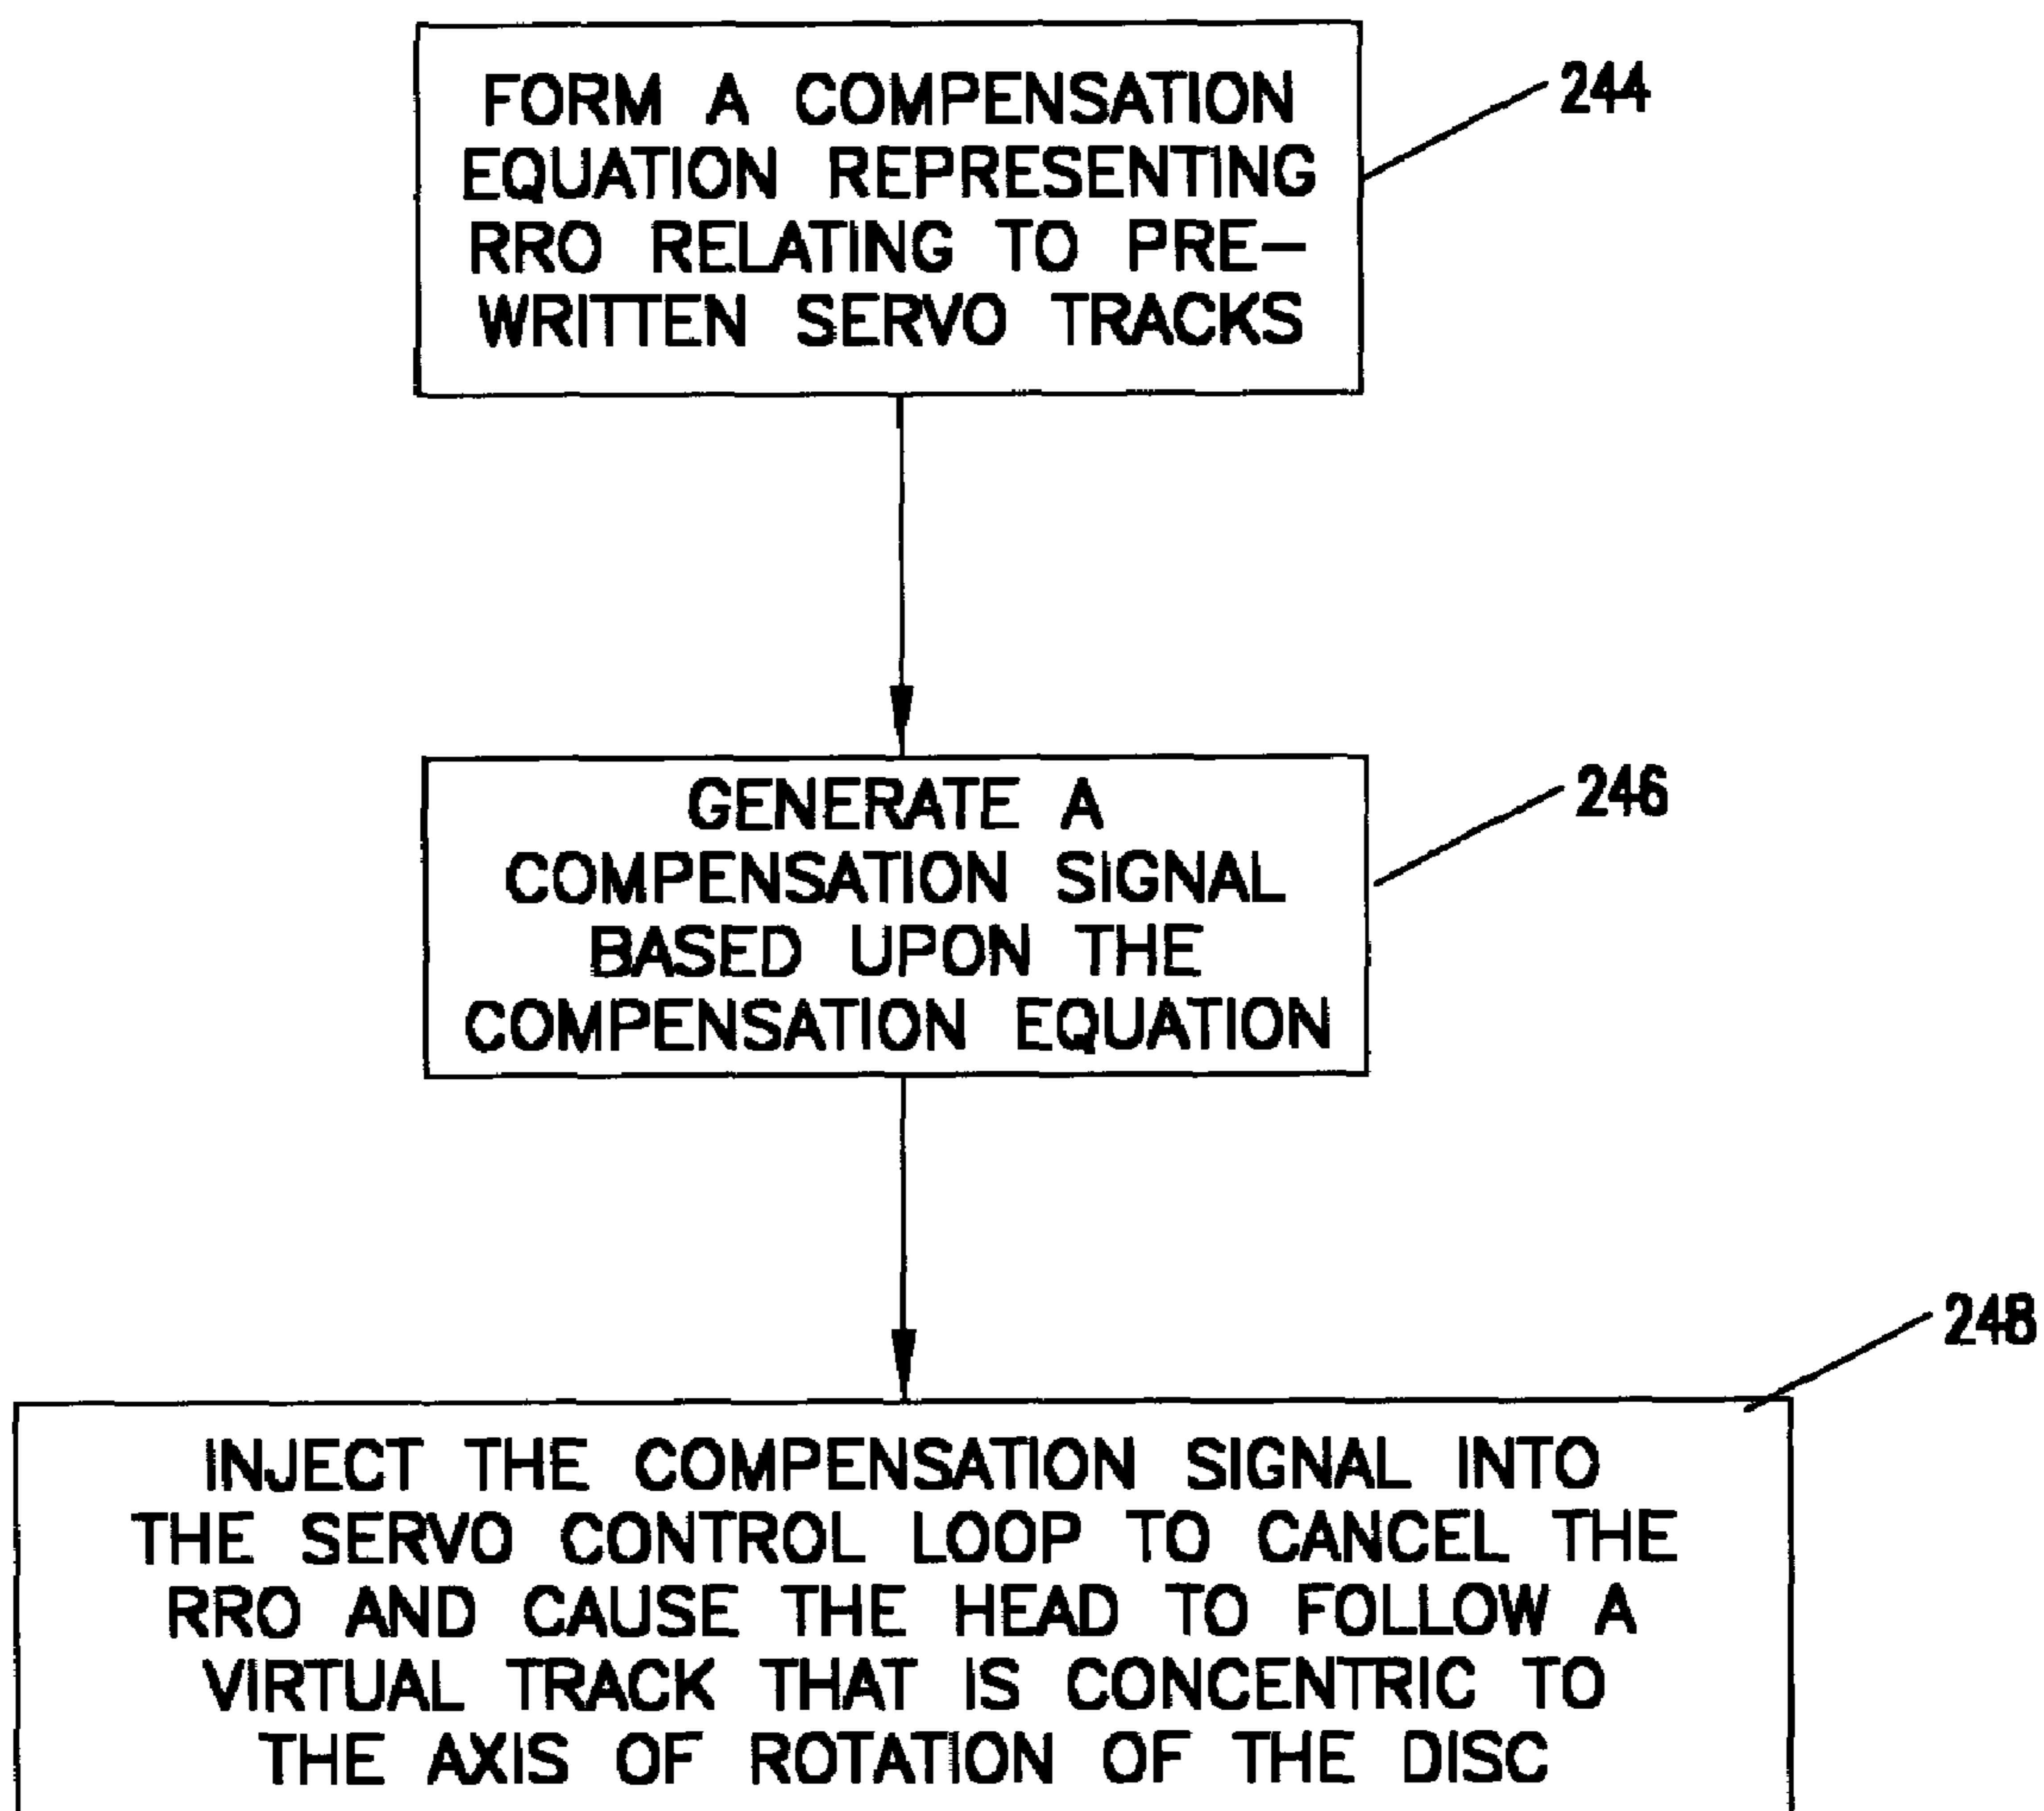 FORM A COMPENSATION
EQUATION REPRESENTING
RRO RELATING TO PRE-
WRITTEN SERVO TRACKS
244
GENERATE A
COMPENSATION SIGNAL
BASED UPON THE
COMPENSATION EQUATION
246
248
INJECT THE COMPENSATION SIGNAL INTO
THE SERVO CONTROL LOOP TO CANCEL THE
RRO AND CAUSE THE HEAD TO FOLLOW A
VIRTUAL TRACK THAT IS CONCENTRIC TO
THE AXIS OF ROTATION OF THE DISC